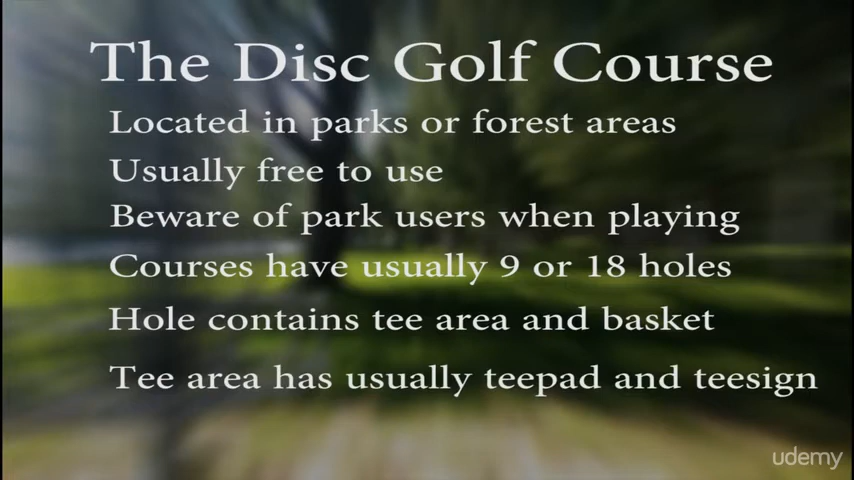 The Disc Golf Course
Located in parks or forest areas
Usually free to use
Beware of park users when playing
Courses have usually 9 or 18 holes
Hole contains tee area and basket
Tee area has usually teepad and teesign
udemy